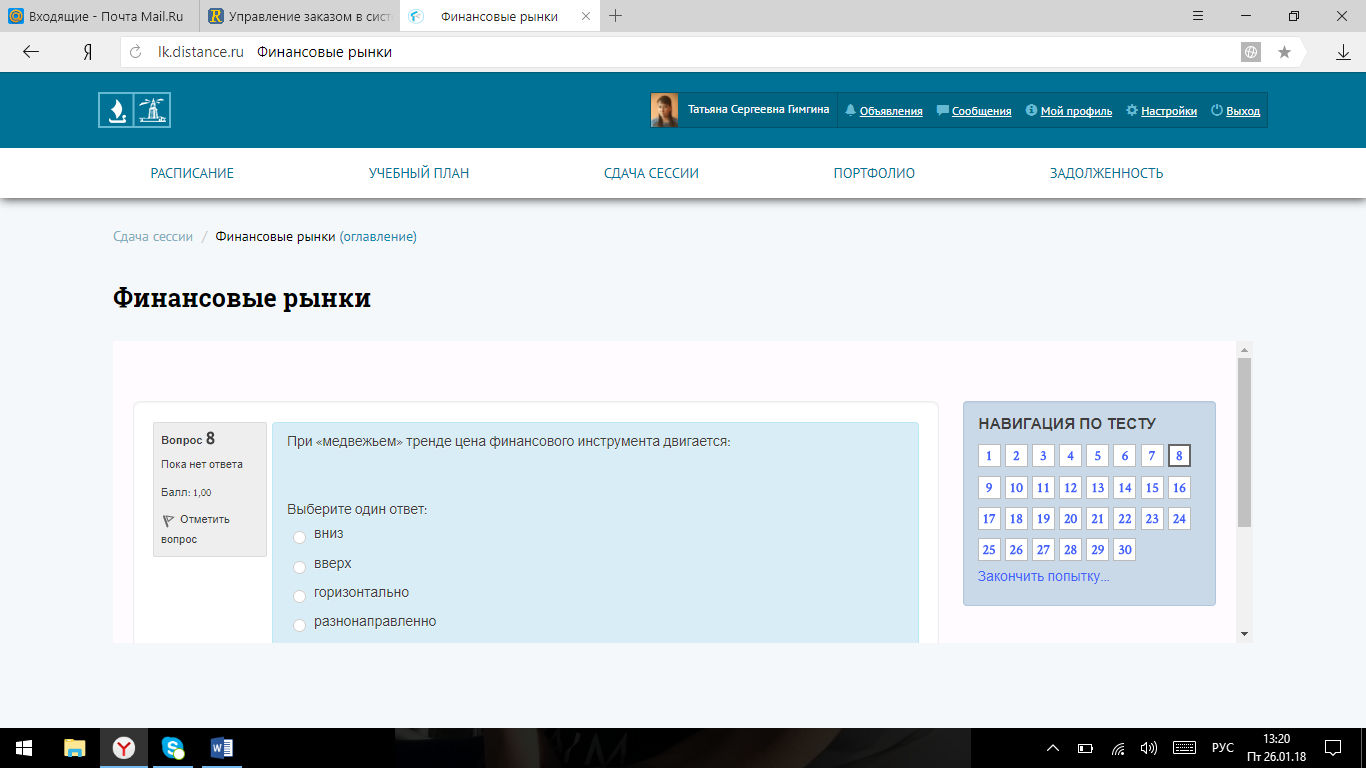 Входящие - Почта Mail.Ru
Управление заказом в сист
Финансовые рынки
lk.distance.ru Финансовые рынки
Татьяна Сергеевна Гимгина
Объявления
Сообщения
Мой профиль
Настройки
Выход
РАСПИСАНИЕ
УЧЕБНЫЙ ПЛАН
СДАЧА СЕССИИ
ПОРТФОЛИО
ЗАДОЛЖЕННОСТЬ
Сдача сессии / Финансовые рынки (оглавление)
Финансовые рынки
Вопрос 8
Пока нет ответа
Балл: 1,00
Отметить
вопрос
При «медвежьем» тренде цена финансового инструмента двигается:
Выберите один ответ:
вниз
вверх
горизонтально
разнонаправленно
НАВИГАЦИЯ ПО ТЕСТУ
1 2 3 4 5 6 7 8
9 10 11 12 13 14 15 16
17 18 19 20 21 22 23 24
25 26 27 28 29 30
Закончить попытку...
РУС
13:20
Пт 26.01.18